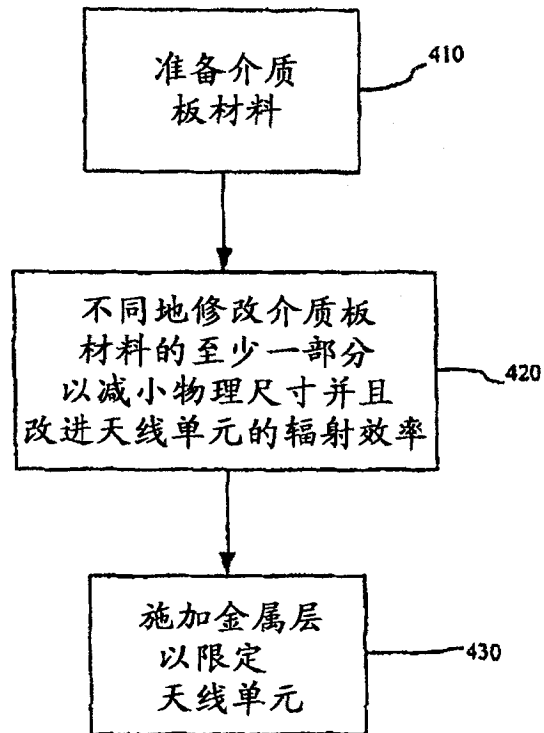 准备介质
板材料
410
不同地修改介质板
材料的至少一部分
以减小物理尺寸并且
改进天线单元的辐射效率
420
施加金属层
以限定
天线单元
430